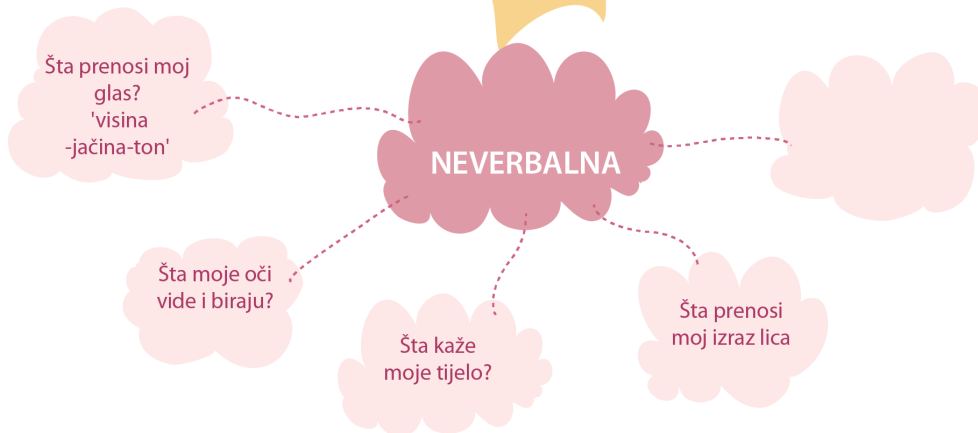 Šta prenosi moj
glas?
'visina
-jačina-ton'
NEVERBALNA
Šta moje oči
vide i biraju?
Šta kaže
moje tijelo?
Šta prenosi
moj izraz lica